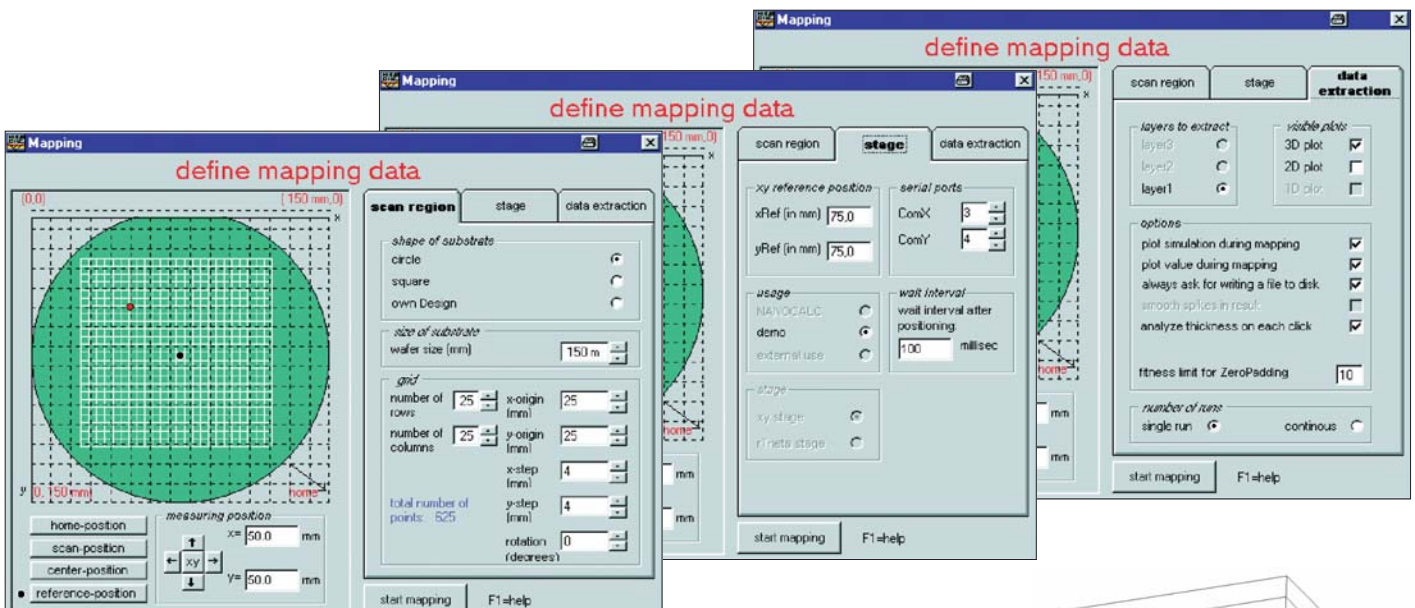 Mapping
define mapping data
150 mm,0)
x
scan region
stage
data extraction
layers to extract
layer3
layer2
layer1
visible plots
3D plot
2D plot
1D plot
options
plot simulation during mapping
plot value during mapping
always ask for writing a file to disk
smooth spikes in result
analyze thickness on each click
fitness limit for ZeroPadding
10
number of runs
single run
continous
home
mm
mm
start mapping
F1=help
Mapping
define mapping data
150 mm,0)
x
scan region
stage
data extraction
xy reference position
xRef (in mm)
75,0
yRef (in mm)
75,0
serial ports
ComX
3
ComY
4
usage
NANOCALC
demo
external use
wait interval
wait interval after
positioning:
100
millisec
stage
xy stage
stage
home
mm
mm
start mapping
F1=help
Mapping
define mapping data
(0,0)
( 150 mm,0)
x
y
(0, 150 mm)
home
scan region
stage
data extraction
shape of substrate
circle
square
own Design
size of substrate
wafer size (mm)
150 m
grid
number of
rows
25
x-origin
(mm)
25
number of
columns
25
y-origin
(mm)
25
x-step
(mm)
4
total number of
points: 625
y-step
(mm)
4
rotation
(degrees)
0
home-position
scan-position
center-position
reference-position
measuring position
xy
x=
50.0
mm
y=
50.0
mm
start mapping
F1=help